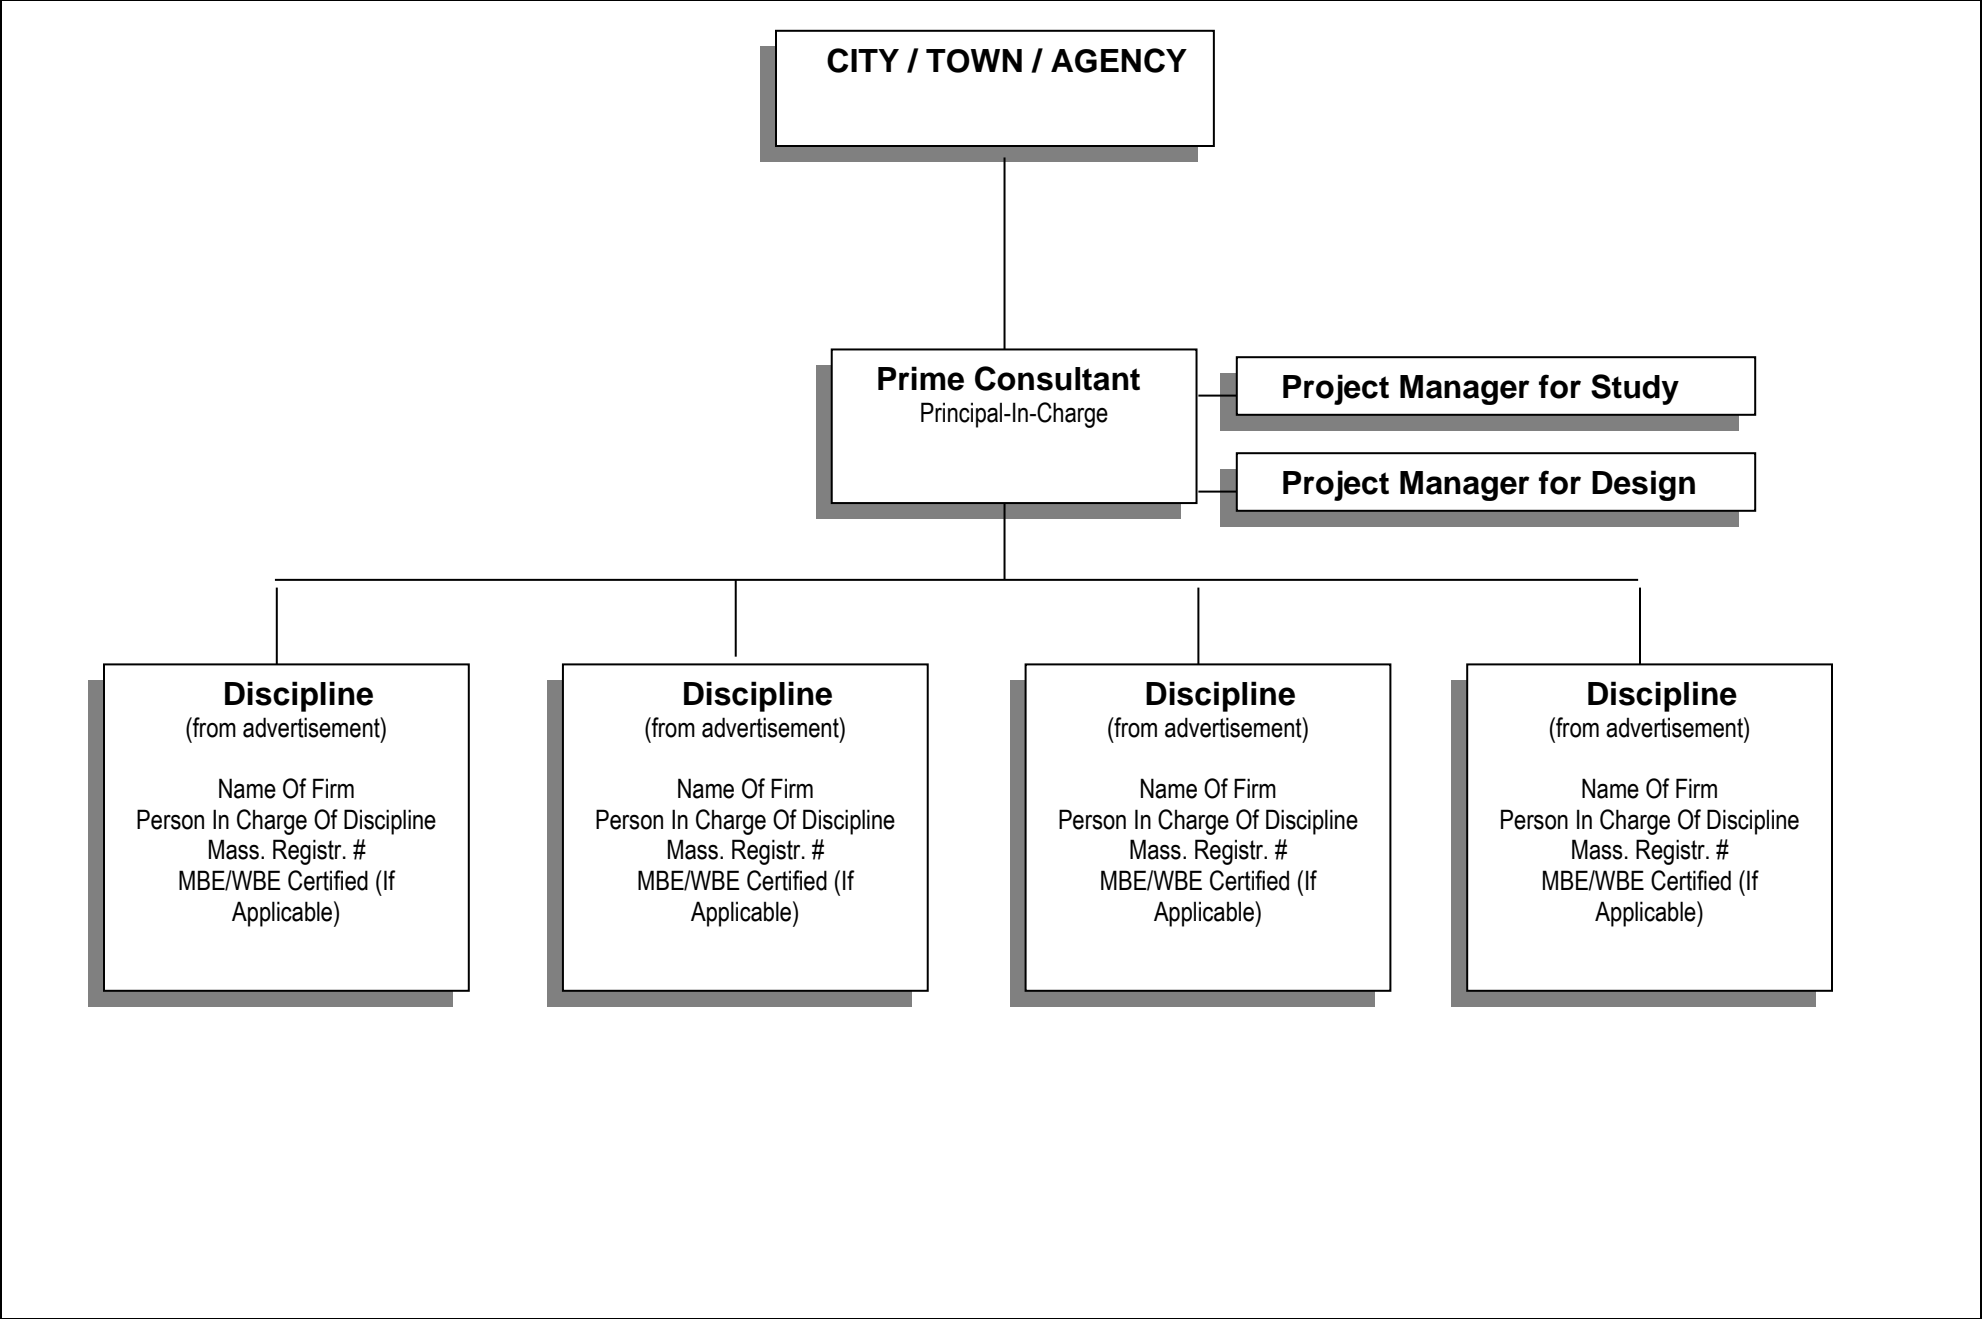 CITY / TOWN / AGENCY
Prime Consultant
Principal-In-Charge
Project Manager for Study
Project Manager for Design
Discipline
(from advertisement)
Name Of Firm
Person In Charge Of Discipline
Mass. Registr. #
MBE/WBE Certified (If
Applicable)
Discipline
(from advertisement)
Name Of Firm
Person In Charge Of Discipline
Mass. Registr. #
MBE/WBE Certified (If
Applicable)
Discipline
(from advertisement)
Name Of Firm
Person In Charge Of Discipline
Mass. Registr. #
MBE/WBE Certified (If
Applicable)
Discipline
(from advertisement)
Name Of Firm
Person In Charge Of Discipline
Mass. Registr. #
MBE/WBE Certified (If
Applicable)